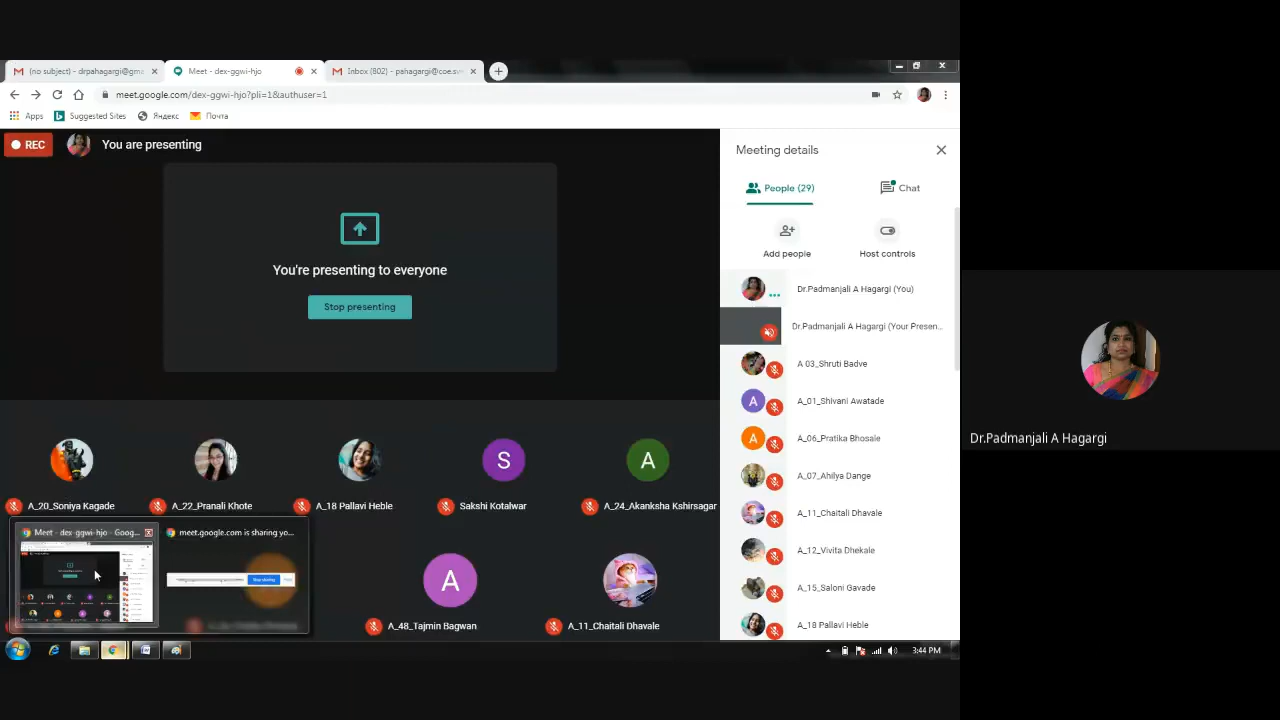 (no subject) - drpahagargi@gma
Meet - dex-ggwi-hjo
Inbox (802) - pahagargi@coe.sv
meet.google.com/dex-ggwi-hjo?pli=1&authuser=1
Apps
Suggested Sites
Яндекс
Почта
REC
You are presenting
Meeting details
People (29)
Chat
You're presenting to everyone
Stop presenting
Add people
Host controls
Dr.Padmanjali A Hagargi (You)
Dr.Padmanjali A Hagargi (Your Presen...
A 03_Shruti Badve
A_01_Shivani Awatade
A_06_Pratika Bhosale
A_07_Ahilya Dange
A_11_Chaitali Dhavale
A_12_Vivita Dhekale
A_15_Saloni Gavade
A_18 Pallavi Heble
S
A
A_20_Soniya Kagade
A_22_Pranali Khote
A_18 Pallavi Heble
Sakshi Kotalwar
A_24_Akanksha Kshirsagar
Meet - dex-ggwi-hjo - Goog...
meet.google.com is sharing yo...
Stop sharing
A
A_48_Tajmin Bagwan
A_11_Chaitali Dhavale
3:44 PM
Dr.Padmanjali A Hagargi